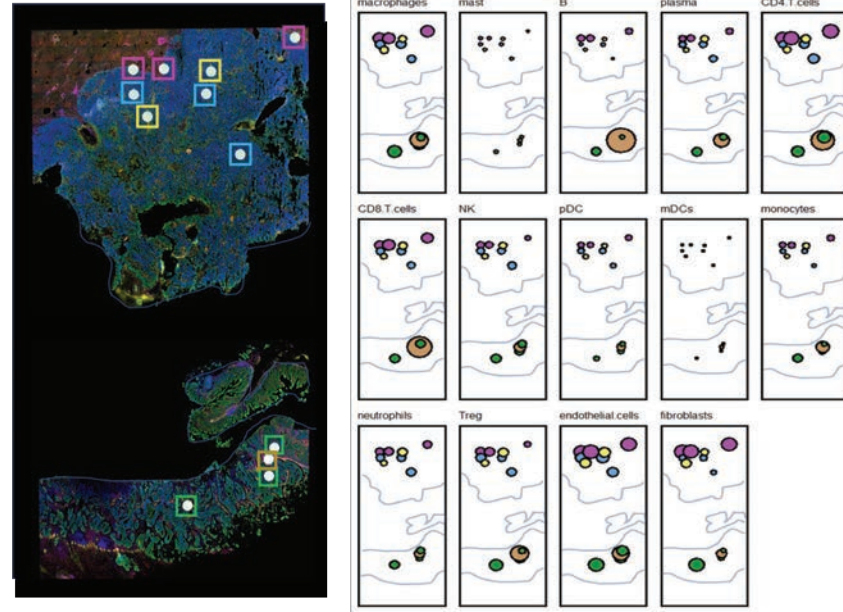 macrophages mast B plasma CD4.T.cells
CD8.T.cells NK pDC mDCs monocytes
neutrophils Treg endothelial.cells fibroblasts